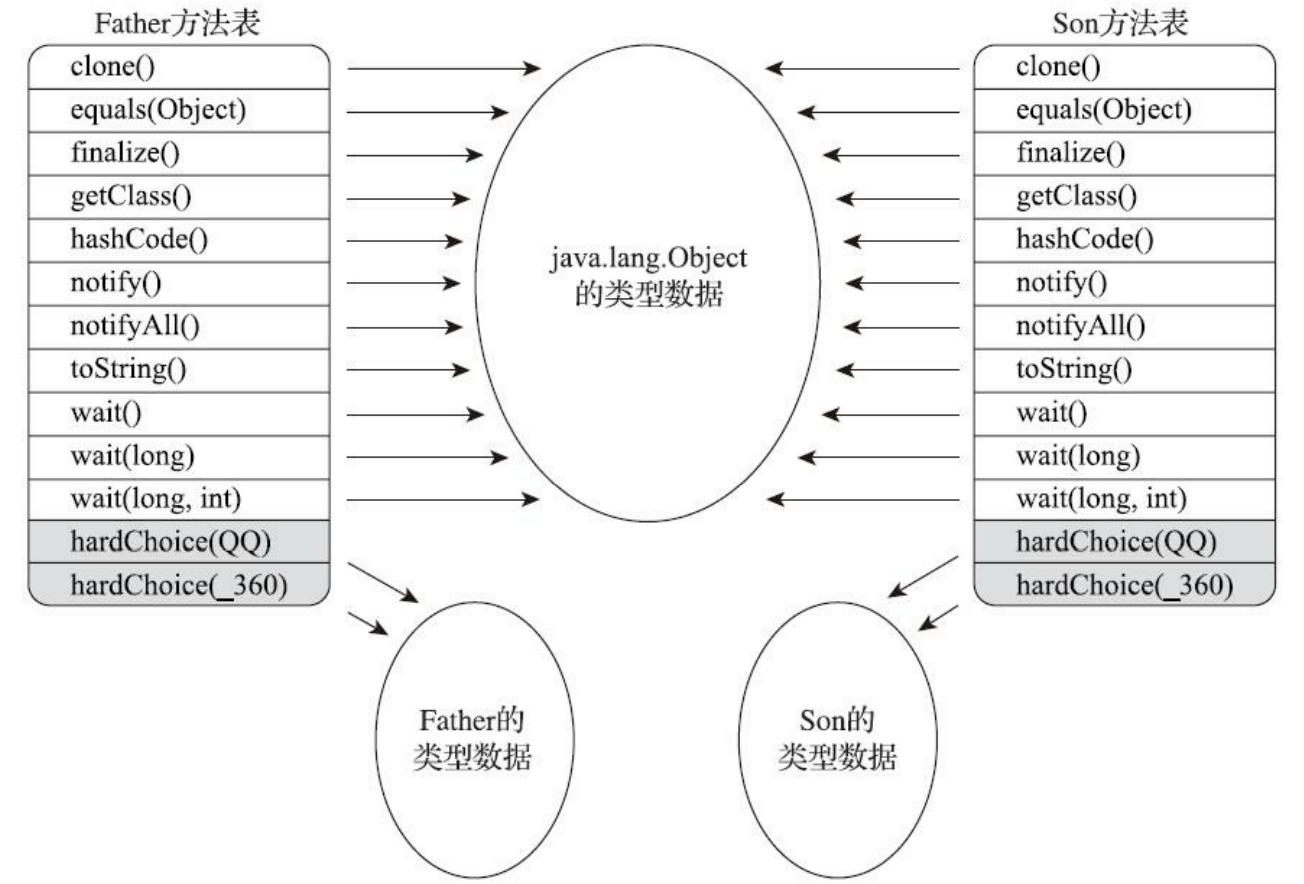 Father方法表
clone()
equals(Object)
finalize()
getClass()
hashCode()
notify()
notifyAll()
toString()
wait()
wait(long)
wait(long, int)
hardChoice(QQ)
hardChoice(_360)
java.lang.Object
的类型数据
Son方法表
clone()
equals(Object)
finalize()
getClass()
hashCode()
notify()
notifyAll()
toString()
wait()
wait(long)
wait(long, int)
hardChoice(QQ)
hardChoice(_360)
Father的
类型数据
Son的
类型数据